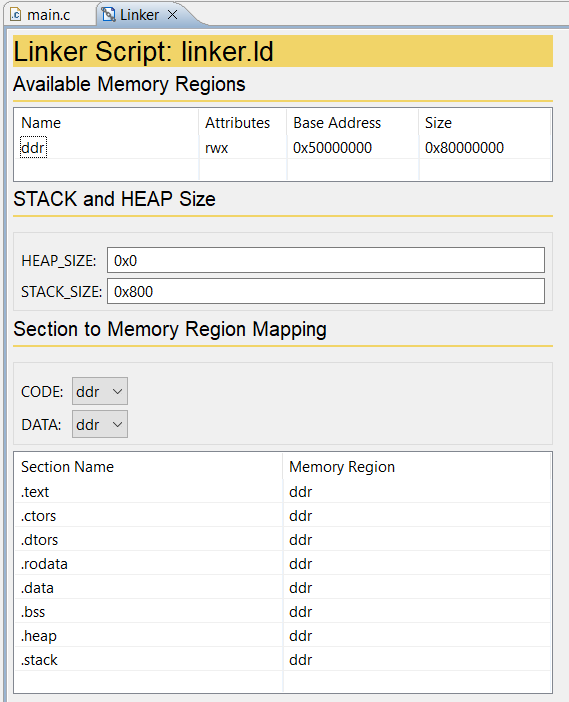 main.c Linker
Linker Script: linker.ld
Available Memory Regions
Name Attributes Base Address Size
ddr rwx 0x50000000 0x80000000
STACK and HEAP Size
HEAP_SIZE: 0x0
STACK_SIZE: 0x800
Section to Memory Region Mapping
CODE: ddr
DATA: ddr
Section Name Memory Region
.text ddr
.ctors ddr
.dtors ddr
.rodata ddr
.data ddr
.bss ddr
.heap ddr
.stack ddr